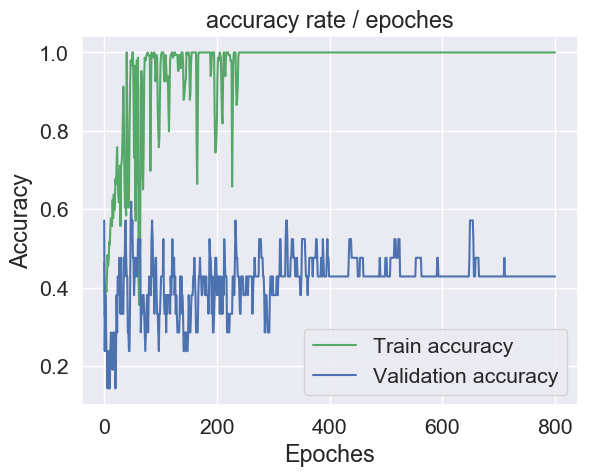 accuracy rate / epoches
1.0
0.8
0.6
0.4
0.2
Accuracy
Train accuracy
Validation accuracy
0 200 400 600 800
Epoches